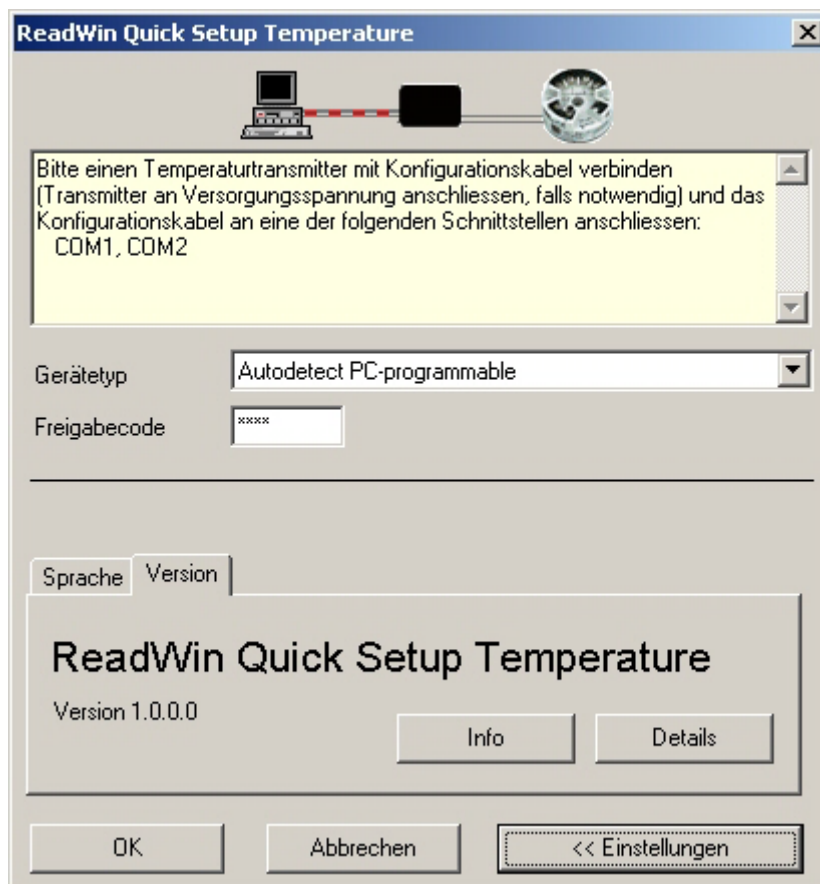 ReadWin Quick Setup Temperature
Bitte einen Temperaturtransmitter mit Konfigurationskabel verbinden
(Transmitter an Versorgungsspannung anschliessen, falls notwendig) und das
Konfigurationskabel an eine der folgenden Schnittstellen anschliessen:
COM1, COM2
Gerätetyp
Autodetect PC-programmable
Freigabecode
****
Sprache
Version
ReadWin Quick Setup Temperature
Version 1.0.0.0
Info
Details
OK
Abbrechen
<< Einstellungen